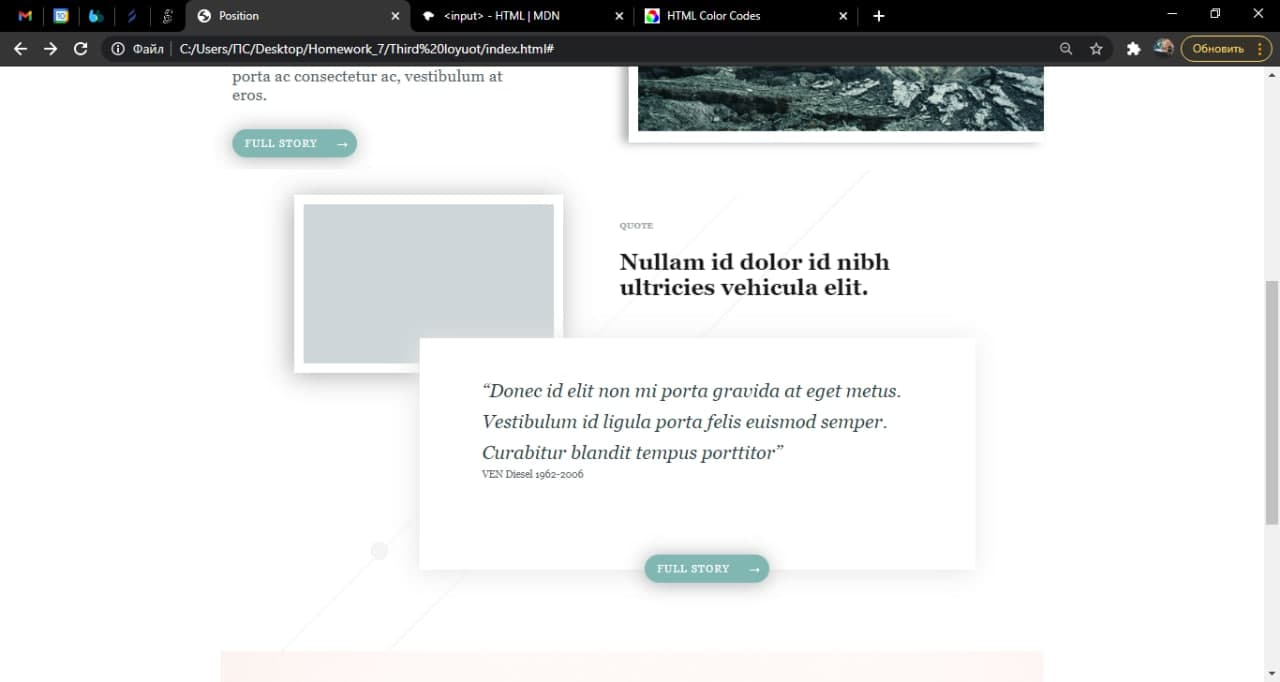 Position
<input> - HTML | MDN
HTML Color Codes
Файл
C:/Users/ПС/Desktop/Homework_7/Third%20loyuot/index.html#
Обновить
porta ac consectetur ac, vestibulum at
eros.
FULL STORY →
QUOTE
Nullam id dolor id nibh
ultricies vehicula elit.
“Donec id elit non mi porta gravida at eget metus.
Vestibulum id ligula porta felis euismod semper.
Curabitur blandit tempus porttitor”
VEN Diesel 1962-2006
FULL STORY →